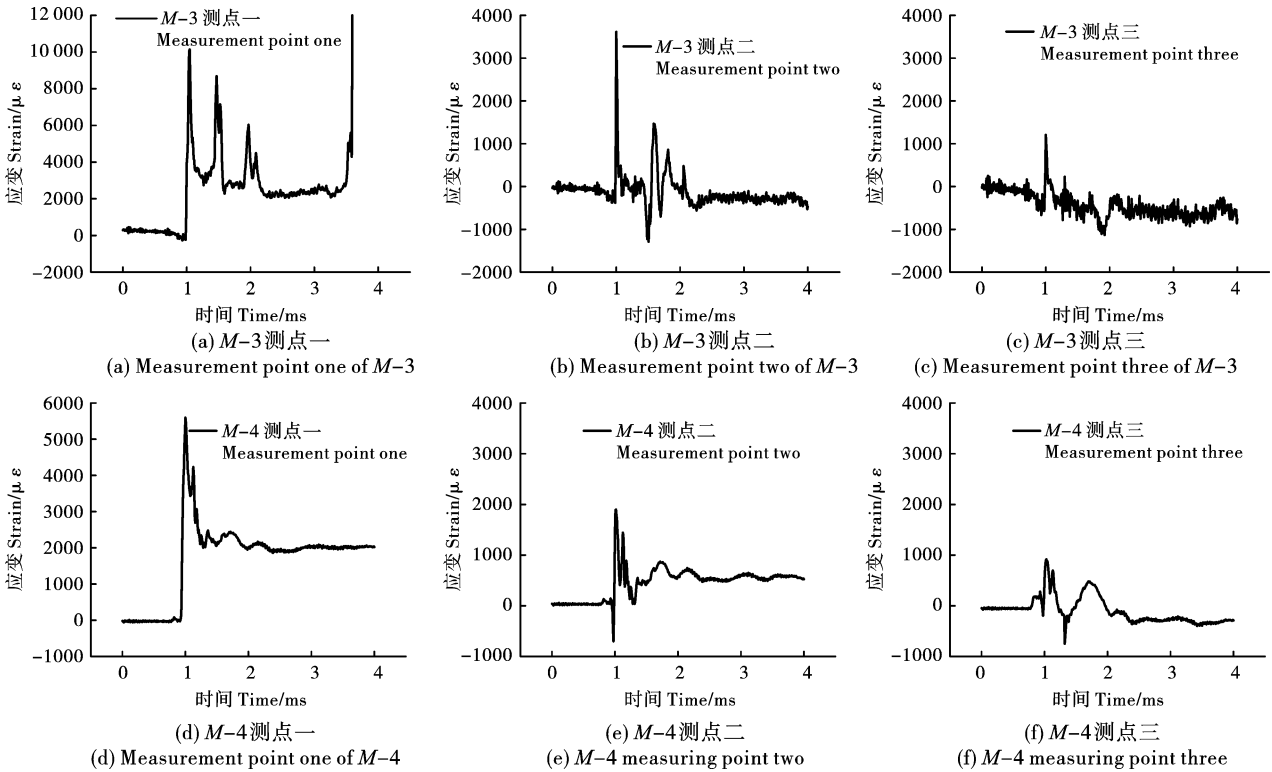 12 000
10 000
8000
6000
4000
2000
0
−2000
应变 Strain/μ ε
M−3 测点一
Measurement point one
0 1 2 3 4
时间 Time/ms
(a) M−3测点一
(a) Measurement point one of M−3
4000
3000
2000
1000
0
−1000
−2000
应变 Strain/μ ε
M−3 测点二
Measurement point two
0 1 2 3 4
时间 Time/ms
(b) M−3测点二
(b) Measurement point two of M−3
4000
3000
2000
1000
0
−1000
−2000
应变 Strain/μ ε
M−3 测点三
Measurement point three
0 1 2 3 4
时间 Time/ms
(c) M−3测点三
(c) Measurement point three of M−3
6000
5000
4000
3000
2000
1000
0
−1000
应变 Strain/μ ε
M−4 测点一
Measurement point one
0 1 2 3 4
时间 Time/ms
(d) M−4测点一
(d) Measurement point one of M−4
4000
3000
2000
1000
0
−1000
应变 Strain/μ ε
M−4 测点二
Measurement point two
0 1 2 3 4
时间 Time/ms
(e) M−4测点二
(e) M−4 measuring point two
4000
3000
2000
1000
0
−1000
应变 Strain/μ ε
M−4 测点三
Measurement point three
0 1 2 3 4
时间 Time/ms
(f) M−4测点三
(f) M−4 measuring point three